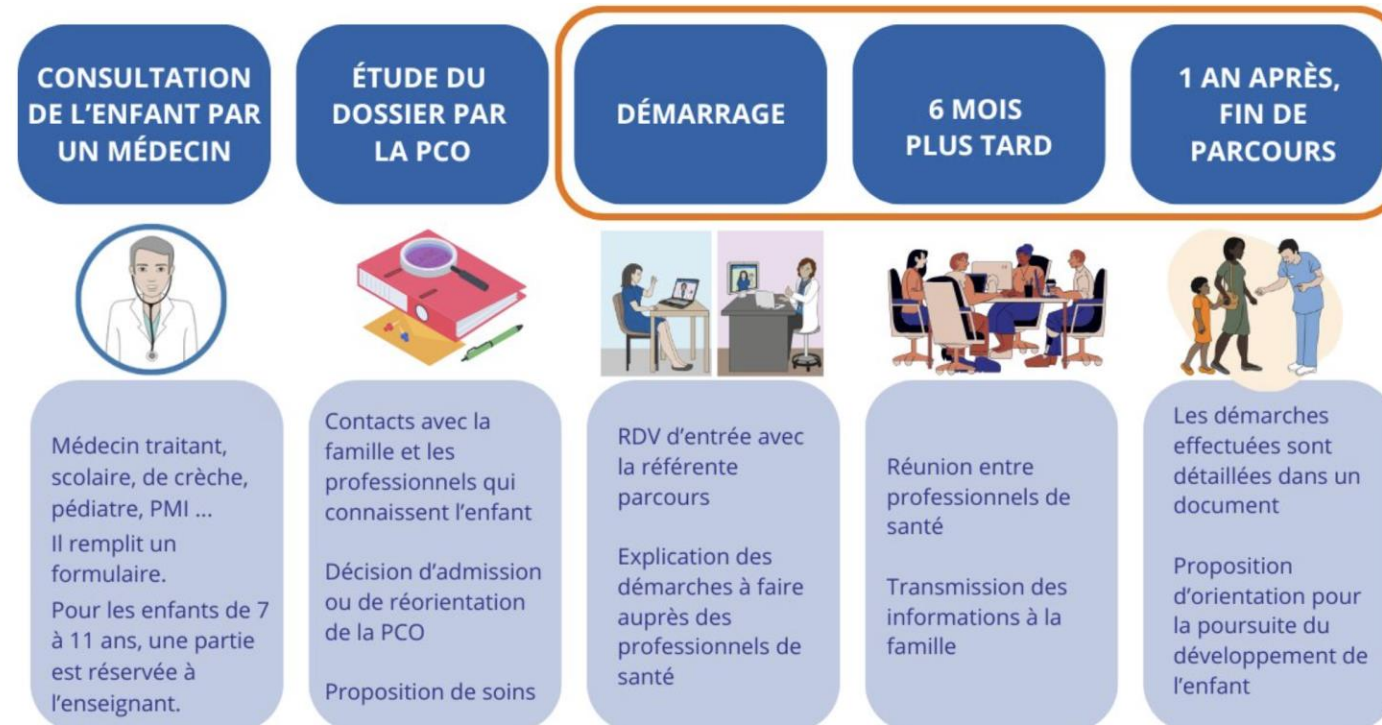 CONSULTATION
DE L’ENFANT PAR
UN MÉDECIN
ÉTUDE DU
DOSSIER PAR
LA PCO
DÉMARRAGE
6 MOIS
PLUS TARD
1 AN APRÈS,
FIN DE
PARCOURS
Médecin traitant,
scolaire, de crèche,
pédiatre, PMI ...
Il remplit un
formulaire.
Pour les enfants de 7
à 11 ans, une partie
est réservée à
l’enseignant.
Contacts avec la
famille et les
professionnels qui
connaissent l’enfant
Décision d’admission
ou de réorientation
de la PCO
Proposition de soins
RDV d’entrée avec
la référente
parcours
Explication des
démarches à faire
auprès des
professionnels de
santé
Réunion entre
professionnels de
santé
Transmission des
informations à la
famille
Les démarches
effectuées sont
détaillées dans un
document
Proposition
d’orientation pour
la poursuite du
développement de
l’enfant